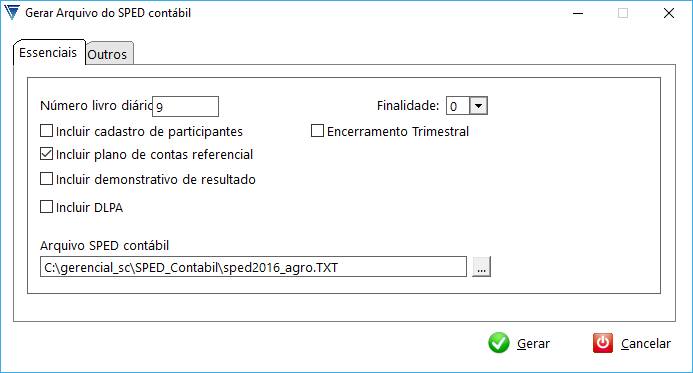 Gerar Arquivo do SPED contábil
Essenciais Outros
Número livro diário 9 Finalidade: 0
Incluir cadastro de participantes Encerramento Trimestral
Incluir plano de contas referencial
Incluir demonstrativo de resultado
Incluir DLPA
Arquivo SPED contábil
C:\gerencial_sc\SPED_Contabil\sped2016_agro.TXT ...
Gerar Cancelar